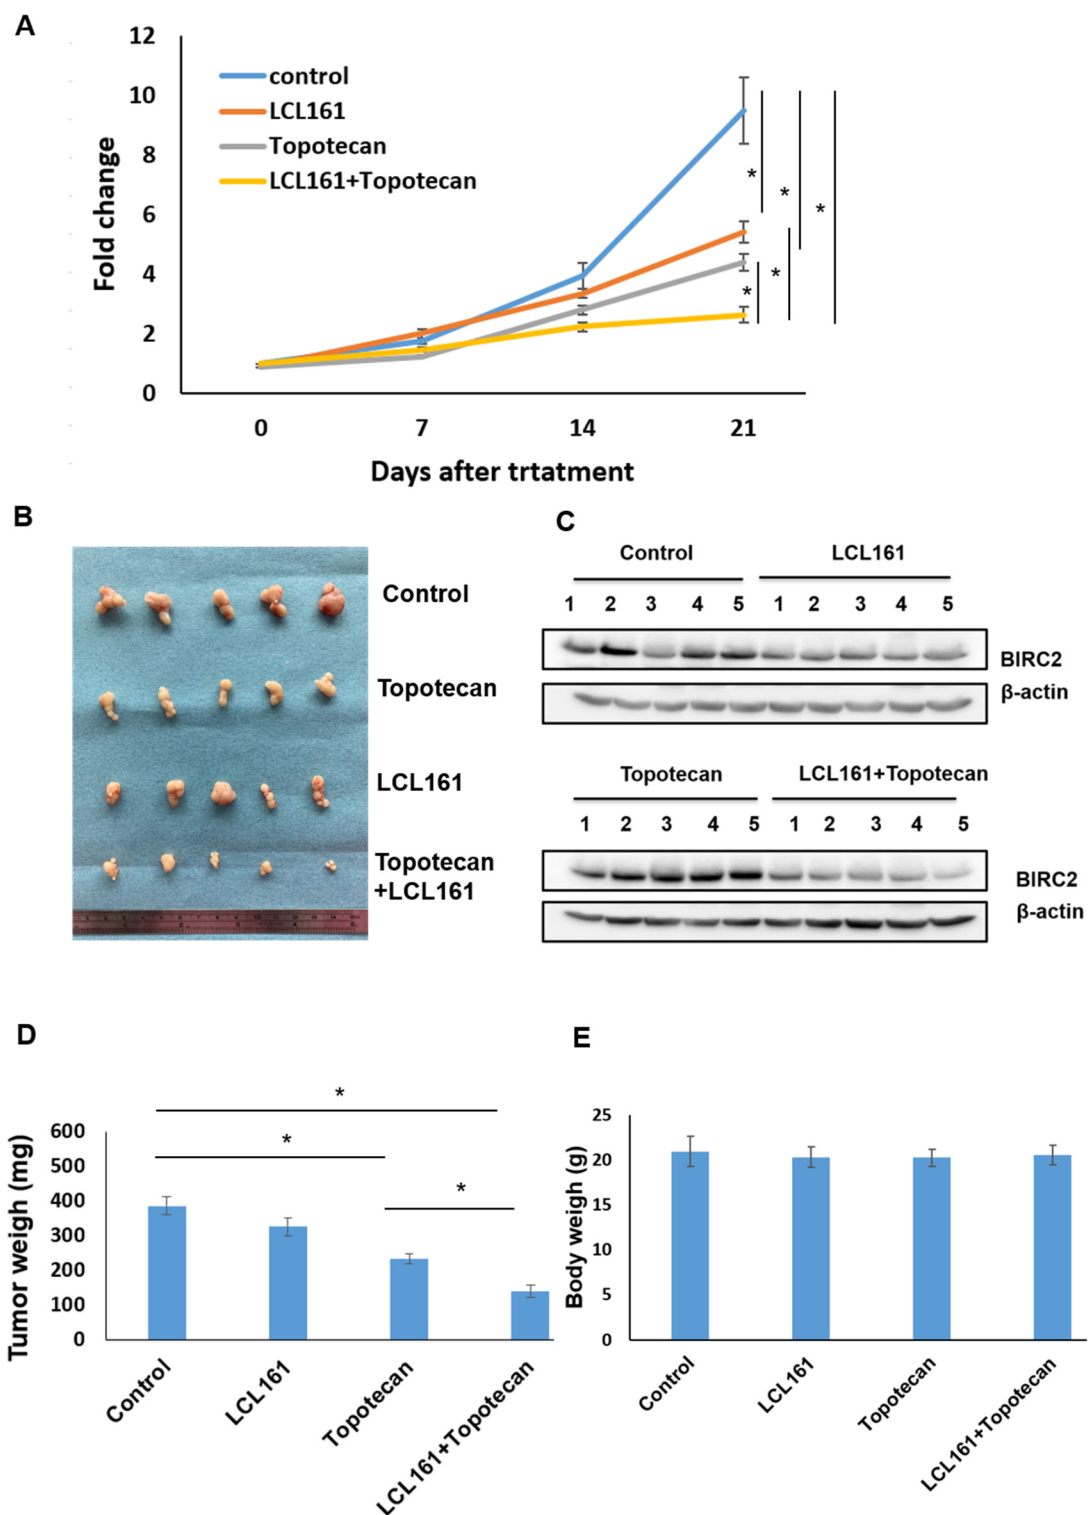 A
12
10
8
6
4
2
0
Fold change
control
LCL161
Topotecan
LCL161+Topotecan
*
*
*
*
*
0 7 14 21
Days after trtatment
B
Control
Topotecan
LCL161
Topotecan
+LCL161
C
Control LCL161
1 2 3 4 5 1 2 3 4 5
BIRC2
β-actin
Topotecan LCL161+Topotecan
1 2 3 4 5 1 2 3 4 5
BIRC2
β-actin
D
*
*
*
600
500
400
300
200
100
0
Tumor weigh (mg)
Control
LCL161
Topotecan
LCL161+Topotecan
E
25
20
15
10
5
0
Body weigh (g)
Control
LCL161
Topotecan
LCL161+Topotecan